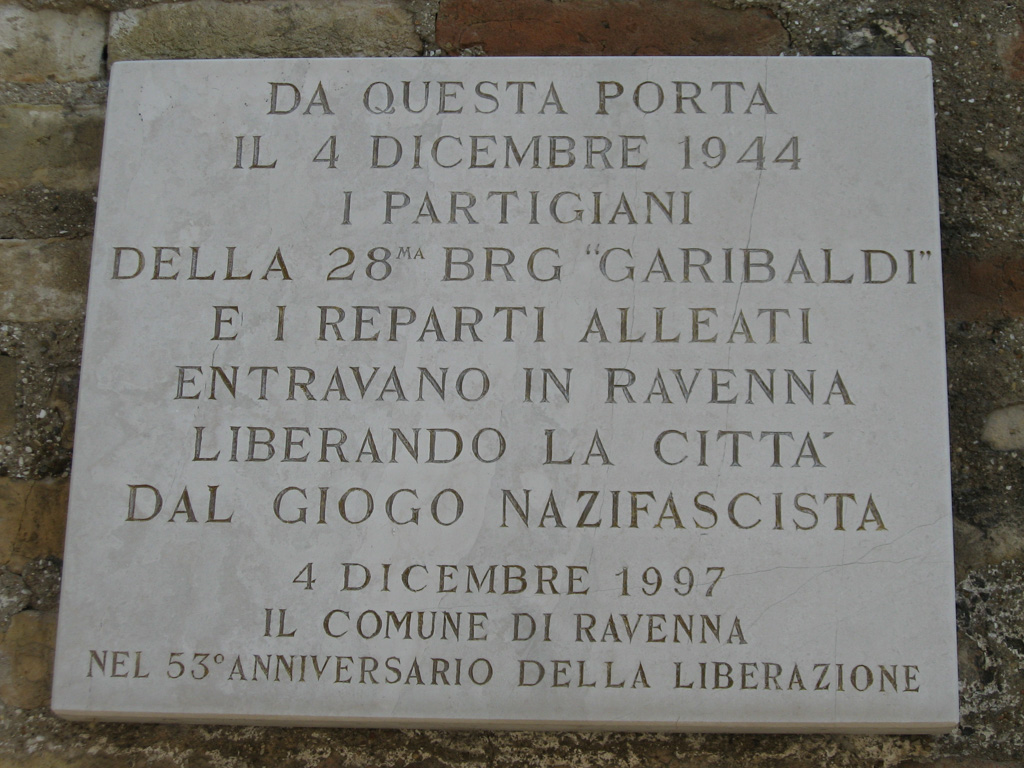 DA QUESTA PORTA
IL 4 DICEMBRE 1944
I PARTIGIANI
DELLA 28ᴹᴬ BRG “GARIBALDI”
E I REPARTI ALLEATI
ENTRAVANO IN RAVENNA
LIBERANDO LA CITTA´
DAL GIOGO NAZIFASCISTA
4 DICEMBRE 1997
IL COMUNE DI RAVENNA
NEL 53° ANNIVERSARIO DELLA LIBERAZIONE